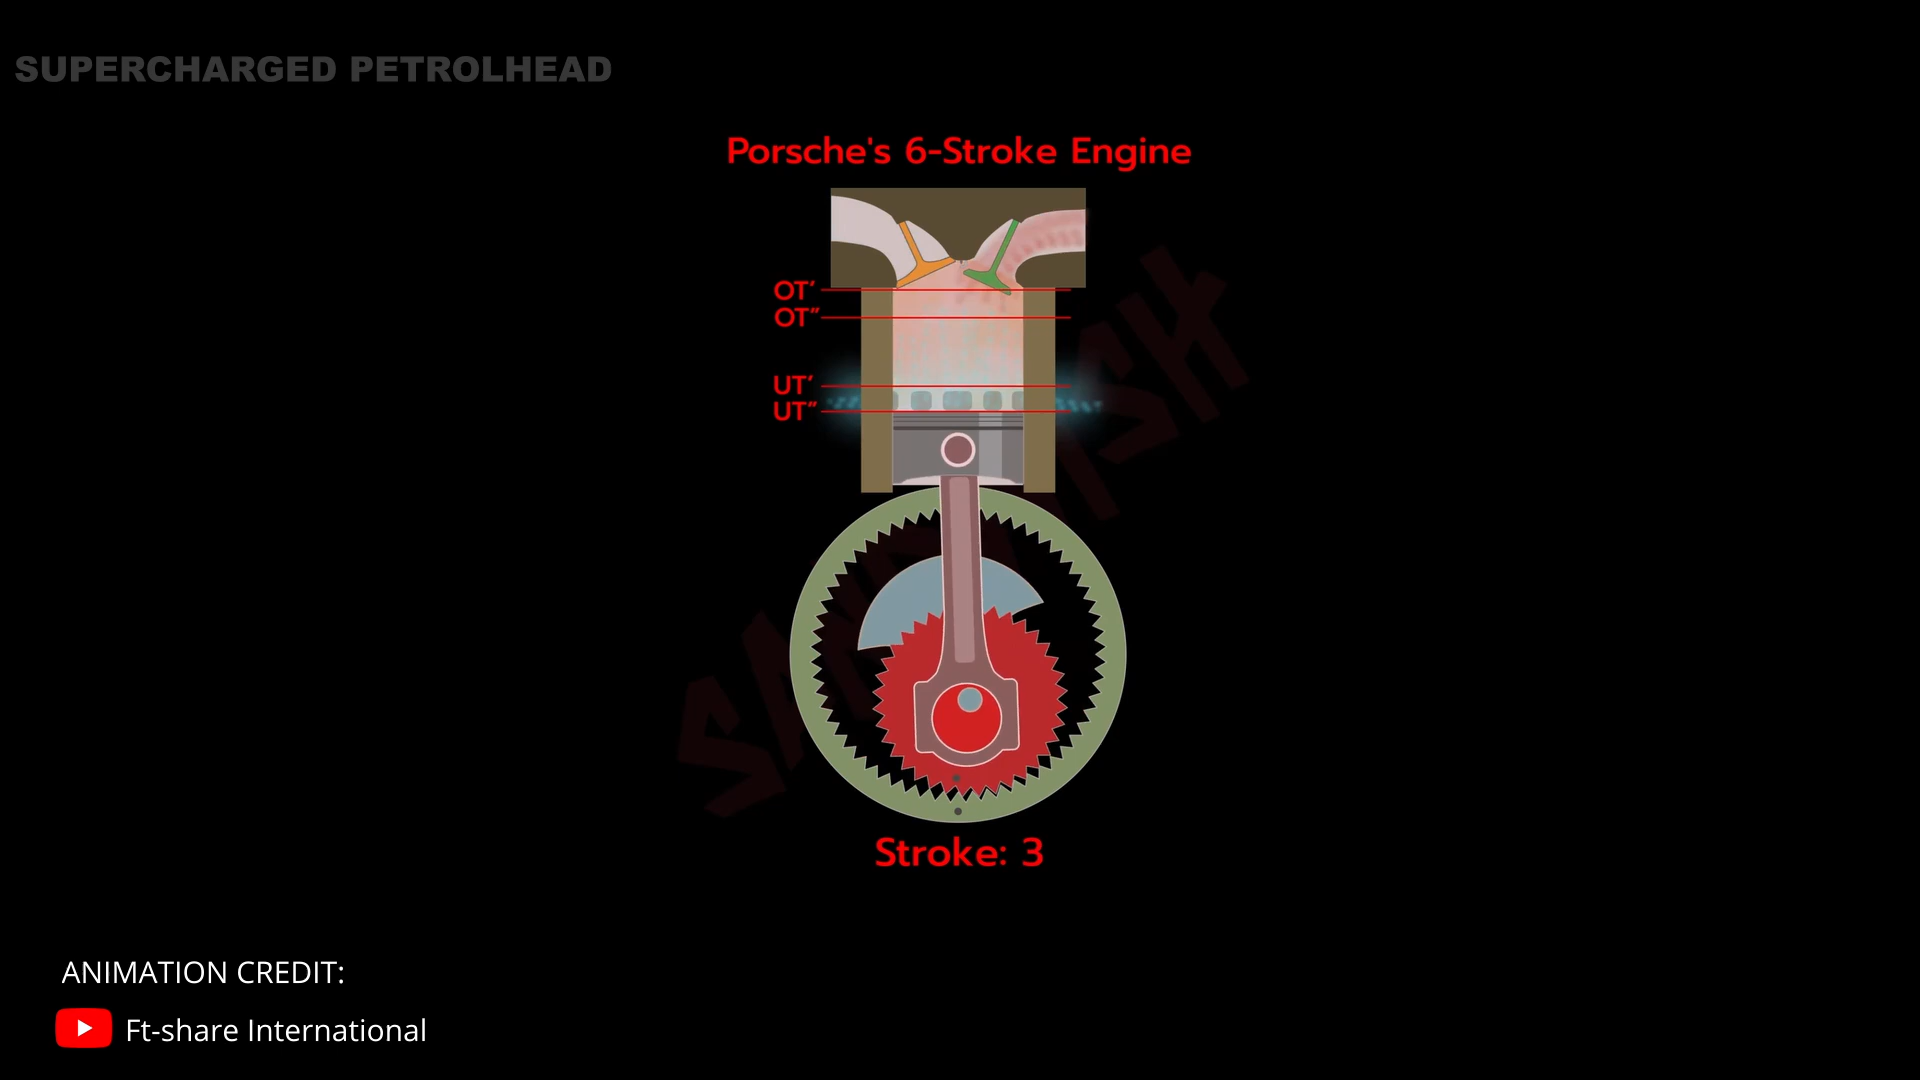 SUPERCHARGED PETROLHEAD
Porsche's 6-Stroke Engine
OT'
OT"
UT'
UT"
Stroke: 3
ANIMATION CREDIT:
Ft-share International